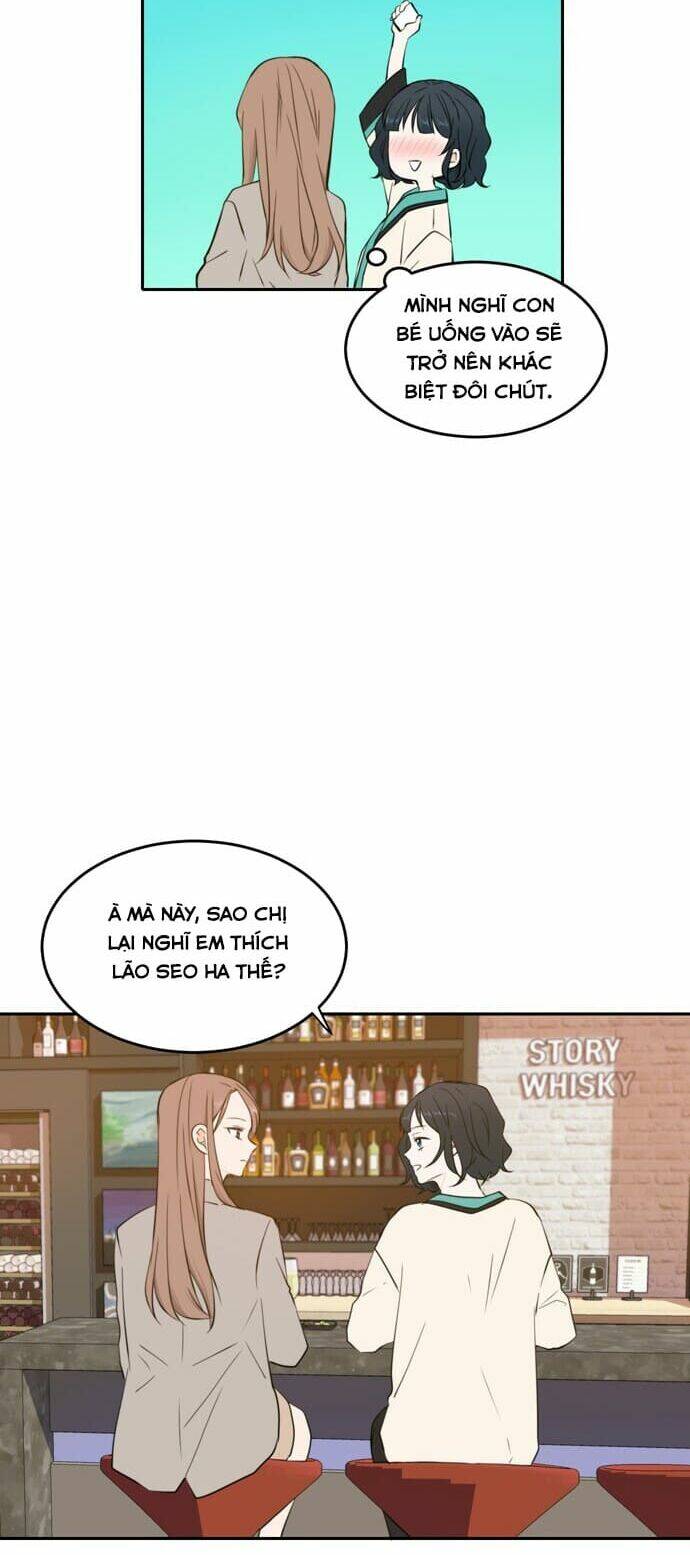 MÌNH NGHĨ CON
BÉ UỐNG VÀO SẼ
TRỞ NÊN KHÁC
BIỆT ĐÔI CHÚT.
À MÀ NÀY, SAO CHỊ
LẠI NGHĨ EM THÍCH
LÃO SEO HA THẾ?
STORY
WHISKY